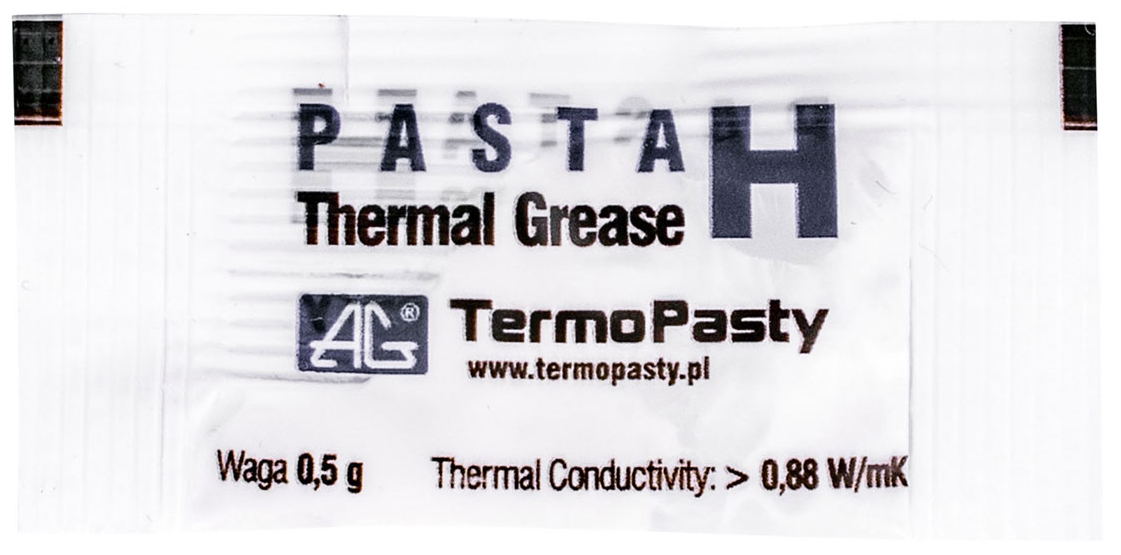 PASTA H
Thermal Grease
AG® TermoPasty
www.termopasty.pl
Waga 0,5 g Thermal Conductivity: > 0,88 W/mK